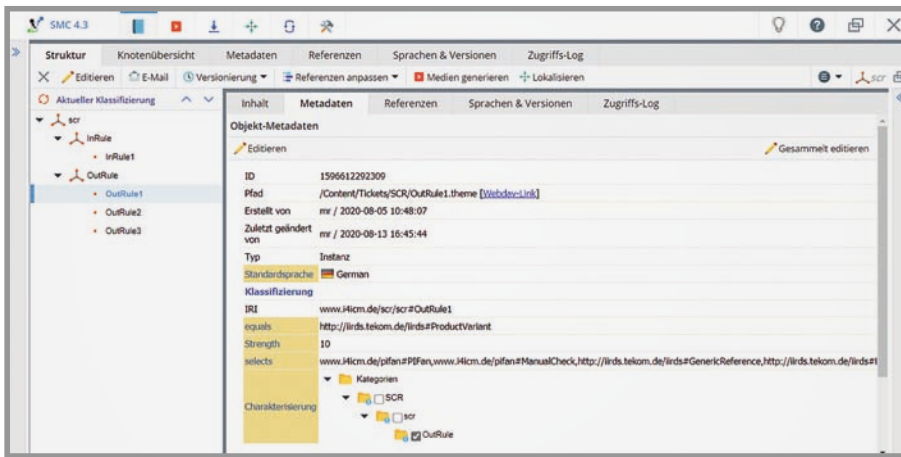 SMC 4.3
Struktur Knotenübersicht Metadaten Referenzen Sprachen & Versionen Zugriffs-Log
Editieren E-Mail Versionierung Referenzen anpassen Medien generieren Lokalisieren scr
Aktueller Klassifizierung
scr
InRule
InRule1
OutRule
OutRule1
OutRule2
OutRule3
Inhalt Metadaten Referenzen Sprachen & Versionen Zugriffs-Log
Objekt-Metadaten
Editieren Gesammelt editieren
ID 1596612292309
Pfad /Content/Tickets/SCR/OutRule1.theme [Webdav-Link]
Erstellt von mr / 2020-08-05 10:48:07
Zuletzt geändert von mr / 2020-08-13 16:45:44
Typ Instanz
Standardsprache German
Klassifizierung
IRI www.i4icm.de/scr/scr#OutRule1
equals http://iirds.tekom.de/iirds#ProductVariant
Strength 10
selects www.i4icm.de/pifan#PIFan,www.i4icm.de/pifan#ManualCheck,http://iirds.tekom.de/iirds#GenericReference,http://iirds.tekom.de/iirds#
Charakterisierung
Kategorien
SCR
scr
OutRule